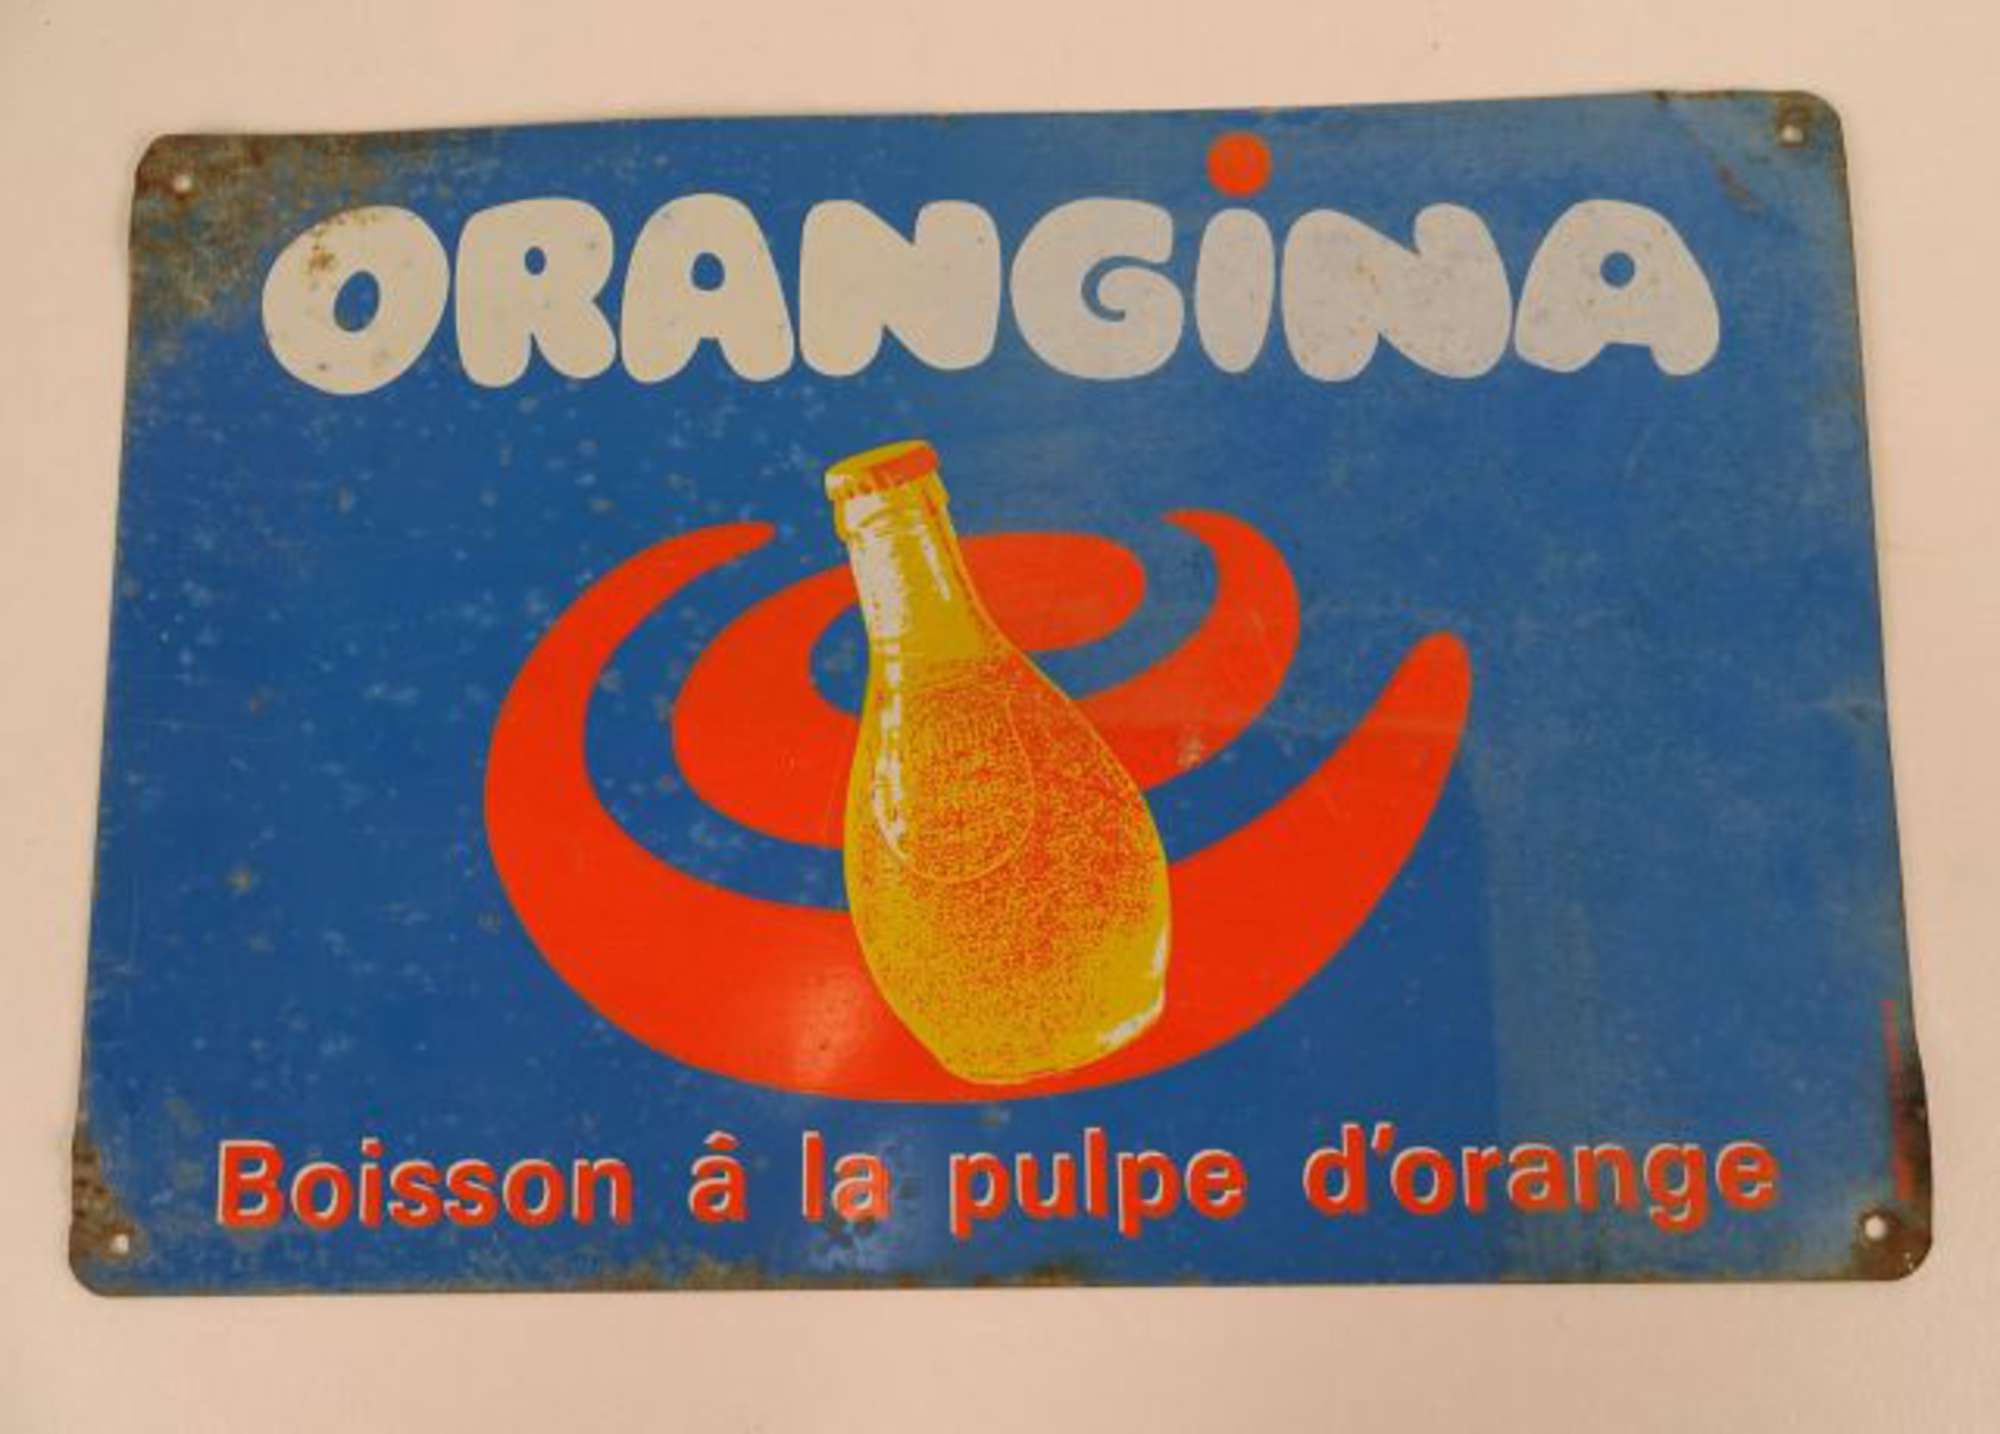 ORANGiNA
Boisson â la pulpe d'orange